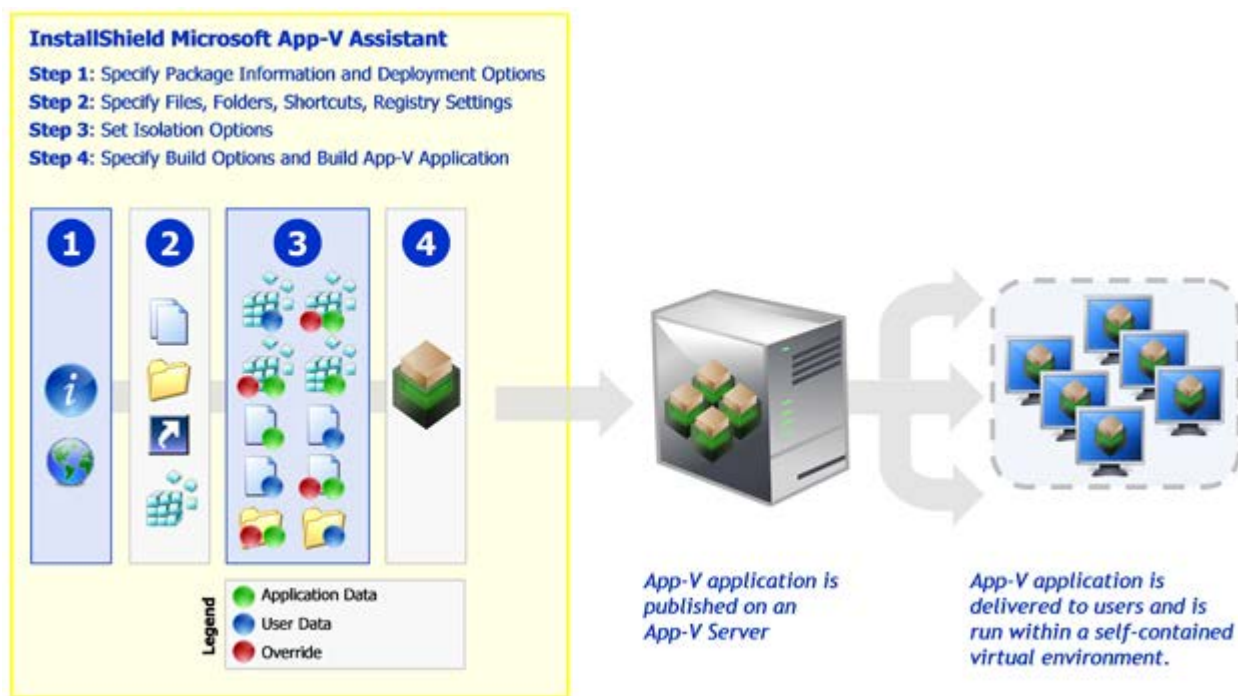 InstallShield Microsoft App-V Assistant
Step 1: Specify Package Information and Deployment Options
Step 2: Specify Files, Folders, Shortcuts, Registry Settings
Step 3: Set Isolation Options
Step 4: Specify Build Options and Build App-V Application
1
2
3
4
i
Legend
Application Data
User Data
Override
App-V application is
published on an
App-V Server
App-V application is
delivered to users and is
run within a self-contained
virtual environment.